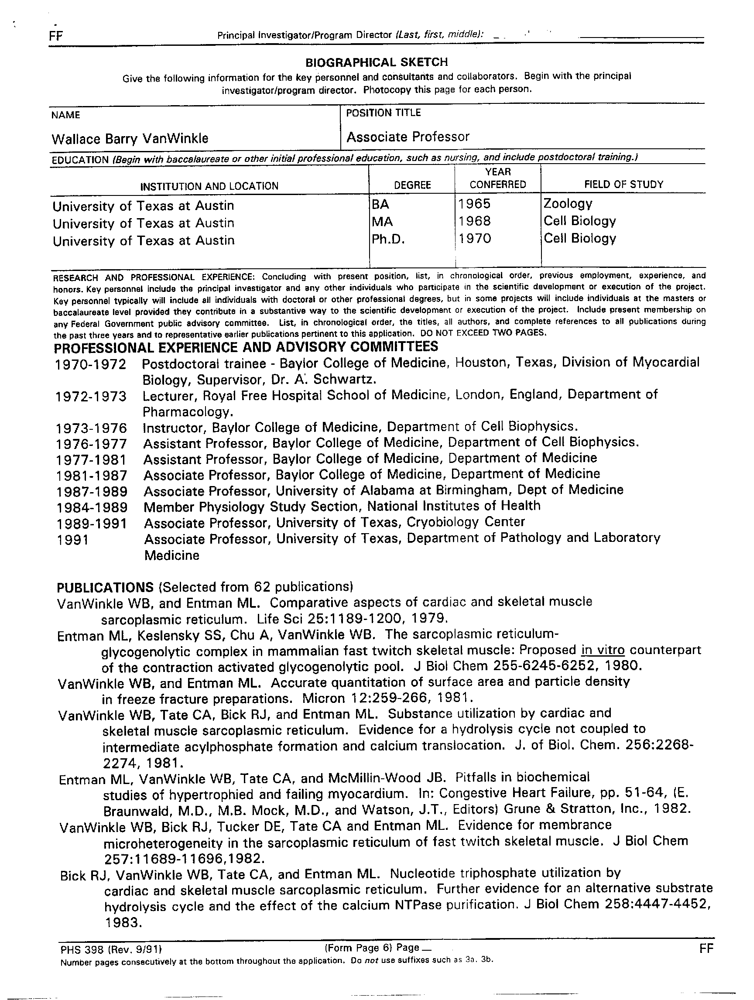 FF
Principal Investigator/Program Director (Last, first, middle):
BIOGRAPHICAL SKETCH
Give the following information for the key personnel and consultants and collaborators. Begin with the principal
investigator/program director. Photocopy this page for each person.
NAME
POSITION TITLE
Wallace Barry VanWinkle
Associate Professor
EDUCATION (Begin with baccalaureate or other initial professional education, such as nursing, and include postdoctoral training.)
INSTITUTION AND LOCATION DEGREE YEAR CONFERRED FIELD OF STUDY
University of Texas at Austin BA 1965 Zoology
University of Texas at Austin MA 1968 Cell Biology
University of Texas at Austin Ph.D. 1970 Cell Biology
RESEARCH AND PROFESSIONAL EXPERIENCE: Concluding with present position, list, in chronological order, previous employment, experience, and
honors. Key personnel include the principal investigator and any other individuals who participate in the scientific development or execution of the project.
Key personnel typically will include all individuals with doctoral or other professional degrees, but in some projects will include individuals at the masters or
baccalaureate level provided they contribute in a substantive way to the scientific development or execution of the project. Include present membership on
any Federal Government public advisory committee. List, in chronological order, the titles, all authors, and complete references to all publications during
the past three years and to representative earlier publications pertinent to this application. DO NOT EXCEED TWO PAGES.
PROFESSIONAL EXPERIENCE AND ADVISORY COMMITTEES
1970-1972 Postdoctoral trainee - Baylor College of Medicine, Houston, Texas, Division of Myocardial
Biology, Supervisor, Dr. A. Schwartz.
1972-1973 Lecturer, Royal Free Hospital School of Medicine, London, England, Department of
Pharmacology.
1973-1976 Instructor, Baylor College of Medicine, Department of Cell Biophysics.
1976-1977 Assistant Professor, Baylor College of Medicine, Department of Cell Biophysics.
1977-1981 Assistant Professor, Baylor College of Medicine, Department of Medicine
1981-1987 Associate Professor, Baylor College of Medicine, Department of Medicine
1987-1989 Associate Professor, University of Alabama at Birmingham, Dept of Medicine
1984-1989 Member Physiology Study Section, National Institutes of Health
1989-1991 Associate Professor, University of Texas, Cryobiology Center
1991 Associate Professor, University of Texas, Department of Pathology and Laboratory
Medicine
PUBLICATIONS (Selected from 62 publications)
VanWinkle WB, and Entman ML. Comparative aspects of cardiac and skeletal muscle
sarcoplasmic reticulum. Life Sci 25:1189-1200, 1979.
Entman ML, Keslensky SS, Chu A, VanWinkle WB. The sarcoplasmic reticulum-
glycogenolytic complex in mammalian fast twitch skeletal muscle: Proposed in vitro counterpart
of the contraction activated glycogenolytic pool. J Biol Chem 255-6245-6252, 1980.
VanWinkle WB, and Entman ML. Accurate quantitation of surface area and particle density
in freeze fracture preparations. Micron 12:259-266, 1981.
VanWinkle WB, Tate CA, Bick RJ, and Entman ML. Substance utilization by cardiac and
skeletal muscle sarcoplasmic reticulum. Evidence for a hydrolysis cycle not coupled to
intermediate acylphosphate formation and calcium translocation. J. of Biol. Chem. 256:2268-
2274, 1981.
Entman ML, VanWinkle WB, Tate CA, and McMillin-Wood JB. Pitfalls in biochemical
studies of hypertrophied and failing myocardium. In: Congestive Heart Failure, pp. 51-64, (E.
Braunwald, M.D., M.B. Mock, M.D., and Watson, J.T., Editors) Grune & Stratton, Inc., 1982.
VanWinkle WB, Bick RJ, Tucker DE, Tate CA and Entman ML. Evidence for membrance
microheterogeneity in the sarcoplasmic reticulum of fast twitch skeletal muscle. J Biol Chem
257:11689-11696,1982.
Bick RJ, VanWinkle WB, Tate CA, and Entman ML. Nucleotide triphosphate utilization by
cardiac and skeletal muscle sarcoplasmic reticulum. Further evidence for an alternative substrate
hydrolysis cycle and the effect of the calcium NTPase purification. J Biol Chem 258:4447-4452,
1983.
PHS 398 (Rev. 9/91) (Form Page 6) Page __ FF
Number pages consecutively at the bottom throughout the application. Do not use suffixes such as 3a. 3b.